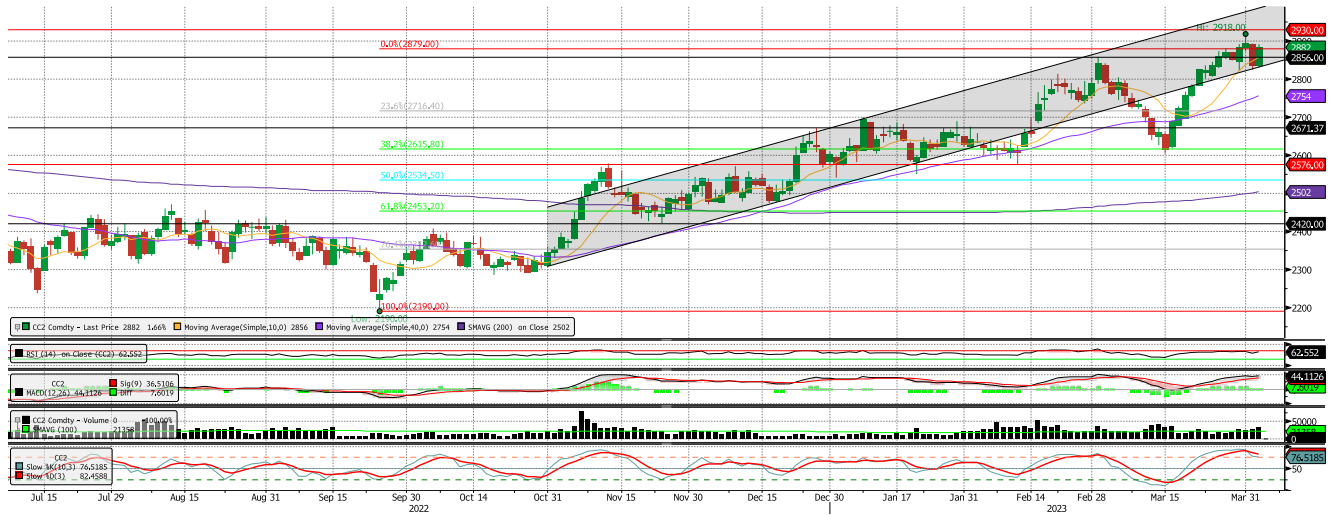 Hi: 2918.00
2930.00
2900
0.0%(2879.00)
2882
2856.00
2800
2754
23.6%(2716.40)
2700
2671.37
38.2%(2615.80)
2600
2576.00
50.0%(2534.50)
2502
61.8%(2453.70)
2420.00
2400
2300
100.0%(2190.00)
2200
Low: 2190.00
CC2 Comdty - Last Price 2882 1.66% Moving Average(Simple,10,0) 2856 Moving Average(Simple,40,0) 2754 SMAVG (200) on Close 2502
RSI (14) on Close (CC2) 62.552
62.552
CC2 Sig(9) 36.5106
MACD(12,26) 44.1126 Diff 7.6019
44.1126
7.6019
CC2 Comdty - Volume 0 -100.00%
SMAVG (100) 21358
50000
0
CC2
Slow %K(10,3) 76.5185
Slow %D(3) 82.4588
76.5185
50
Jul 15 Jul 29 Aug 15 Aug 31 Sep 15 Sep 30 Oct 14 Oct 31 Nov 15 Nov 30 Dec 15 Dec 30 Jan 17 Jan 31 Feb 14 Feb 28 Mar 15 Mar 31
2022 2023